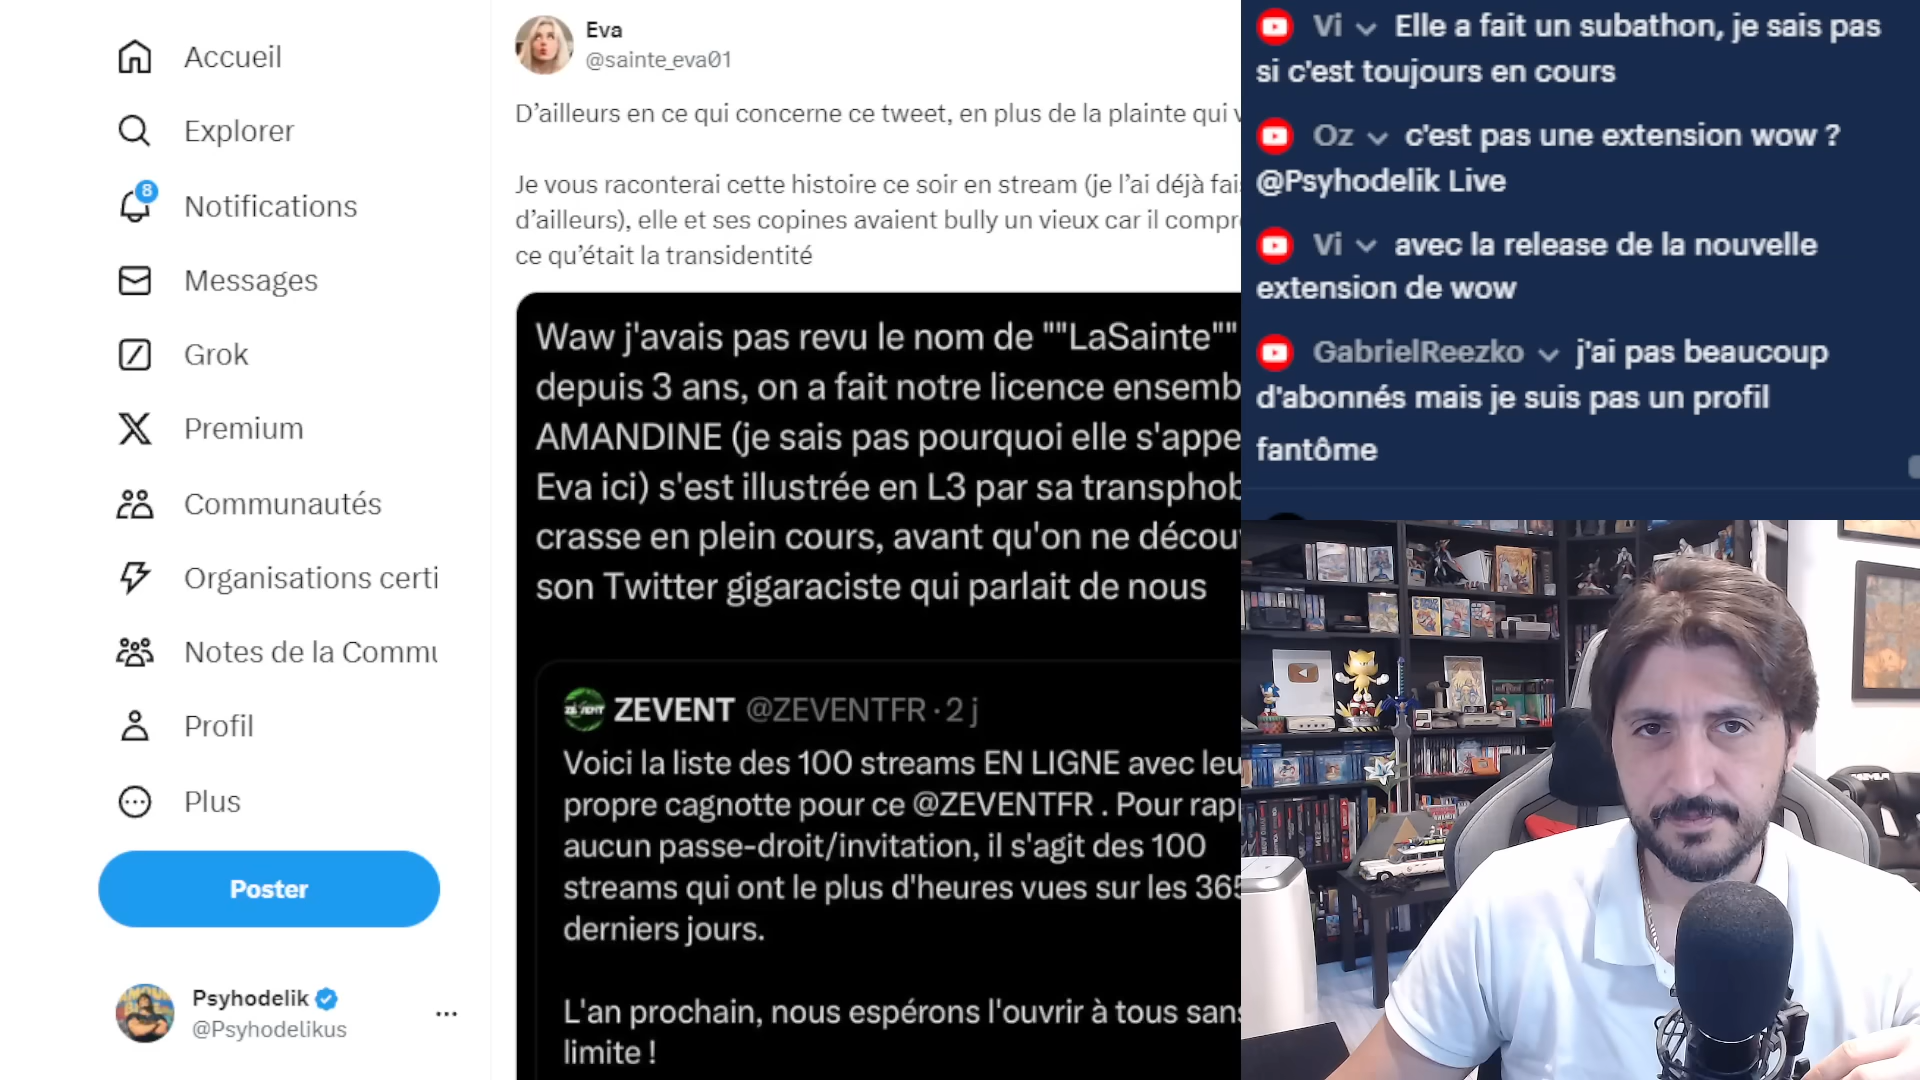 Accueil
Explorer
8
Notifications
Messages
Grok
Premium
Communautés
Organisations certi
Notes de la Commu
Profil
Plus
Poster
Psyhodelik
@Psyhodelikus
Eva
@sainte_eva01
D’ailleurs en ce qui concerne ce tweet, en plus de la plainte qui v
Je vous raconterai cette histoire ce soir en stream (je l’ai déjà fai
d’ailleurs), elle et ses copines avaient bully un vieux car il compr
ce qu’était la transidentité
Waw j'avais pas revu le nom de ""LaSainte""
depuis 3 ans, on a fait notre licence ensemb
AMANDINE (je sais pas pourquoi elle s'appe
Eva ici) s'est illustrée en L3 par sa transphob
crasse en plein cours, avant qu'on ne découv
son Twitter gigaraciste qui parlait de nous
ZEVENT @ZEVENTFR · 2 j
Voici la liste des 100 streams EN LIGNE avec leu
propre cagnotte pour ce @ZEVENTFR . Pour rap
aucun passe-droit/invitation, il s'agit des 100
streams qui ont le plus d'heures vues sur les 365
derniers jours.
L'an prochain, nous espérons l'ouvrir à tous sans
limite !
Vi Elle a fait un subathon, je sais pas
si c'est toujours en cours
Oz c'est pas une extension wow ?
@Psyhodelik Live
Vi avec la release de la nouvelle
extension de wow
GabrielReezko j'ai pas beaucoup
d'abonnés mais je suis pas un profil
fantôme